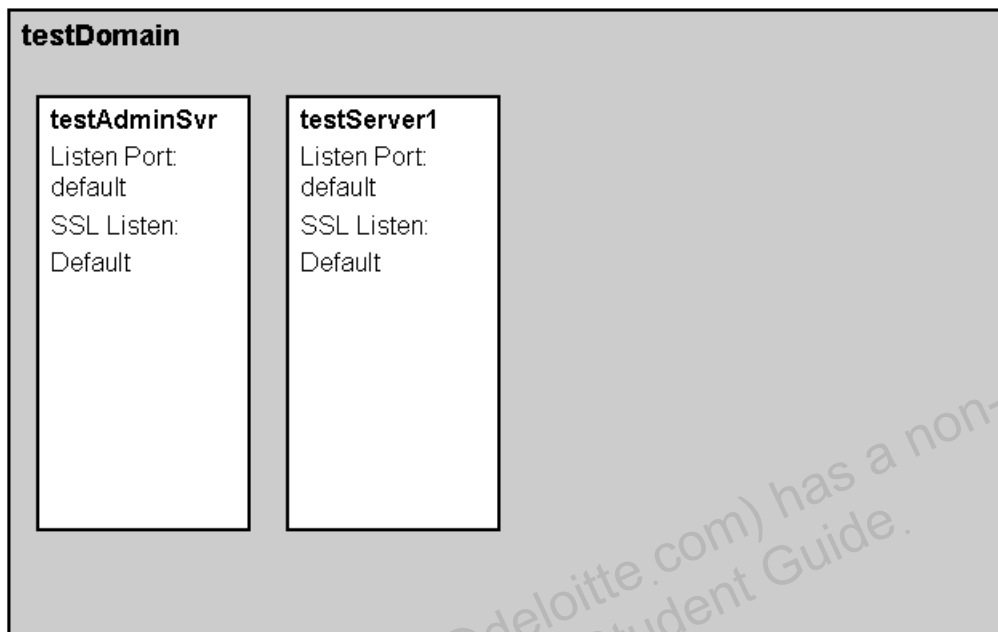 testDomain
testAdminSvr
Listen Port:
default
SSL Listen:
Default
testServer1
Listen Port:
default
SSL Listen:
Default
@deloitte.com) has a non-
Student Guide.